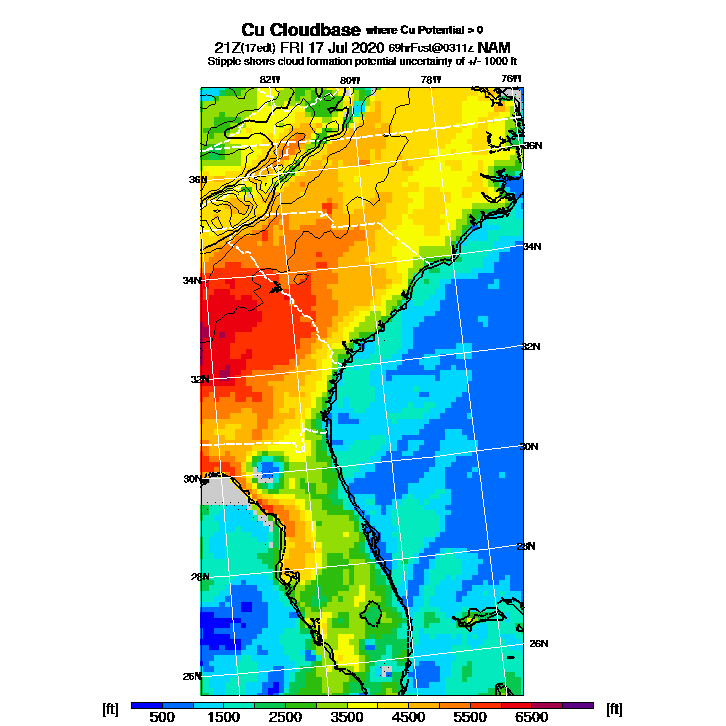 Cu Cloudbase where Cu Potential > 0
21Z(17edt) FRI 17 Jul 2020 69hrFcst@0311z NAM
Stipple shows cloud formation potential uncertainty of +/- 1000 ft
82W 80W 78W 76W
36N
36N
34N
34N
32N
32N
30N
30N
28N
28N
26N
26N
[ft] [ft]
500 1500 2500 3500 4500 5500 6500